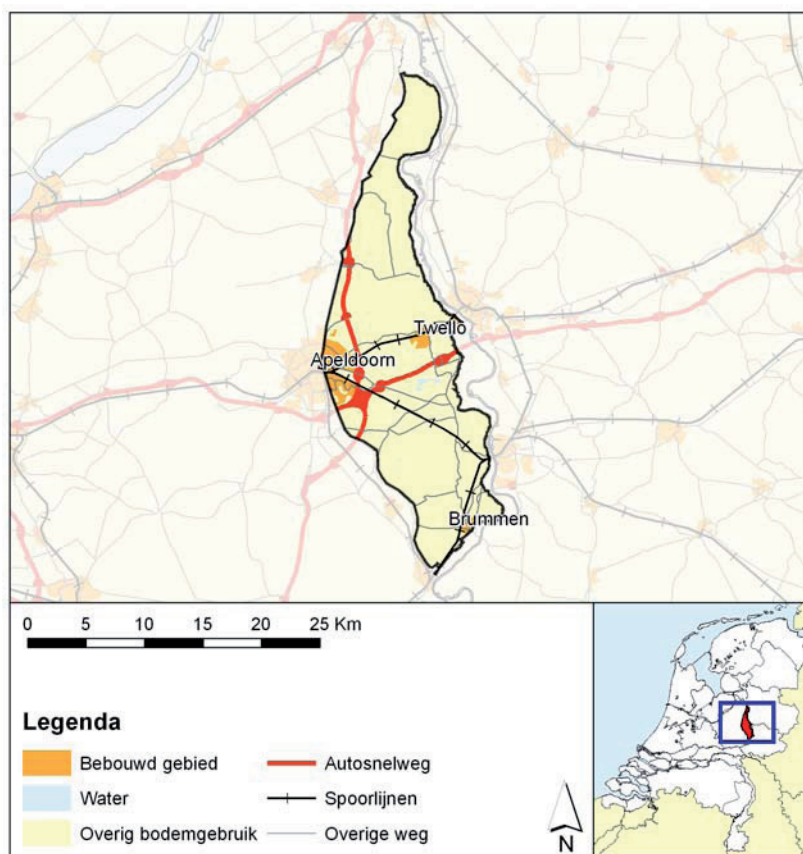 Twello
Apeldoorn
Brummen
0 5 10 15 20 25 Km
Legenda
Bebouwd gebied
Autosnelweg
Water
Spoorlijnen
Overig bodemgebruik
Overige weg
N